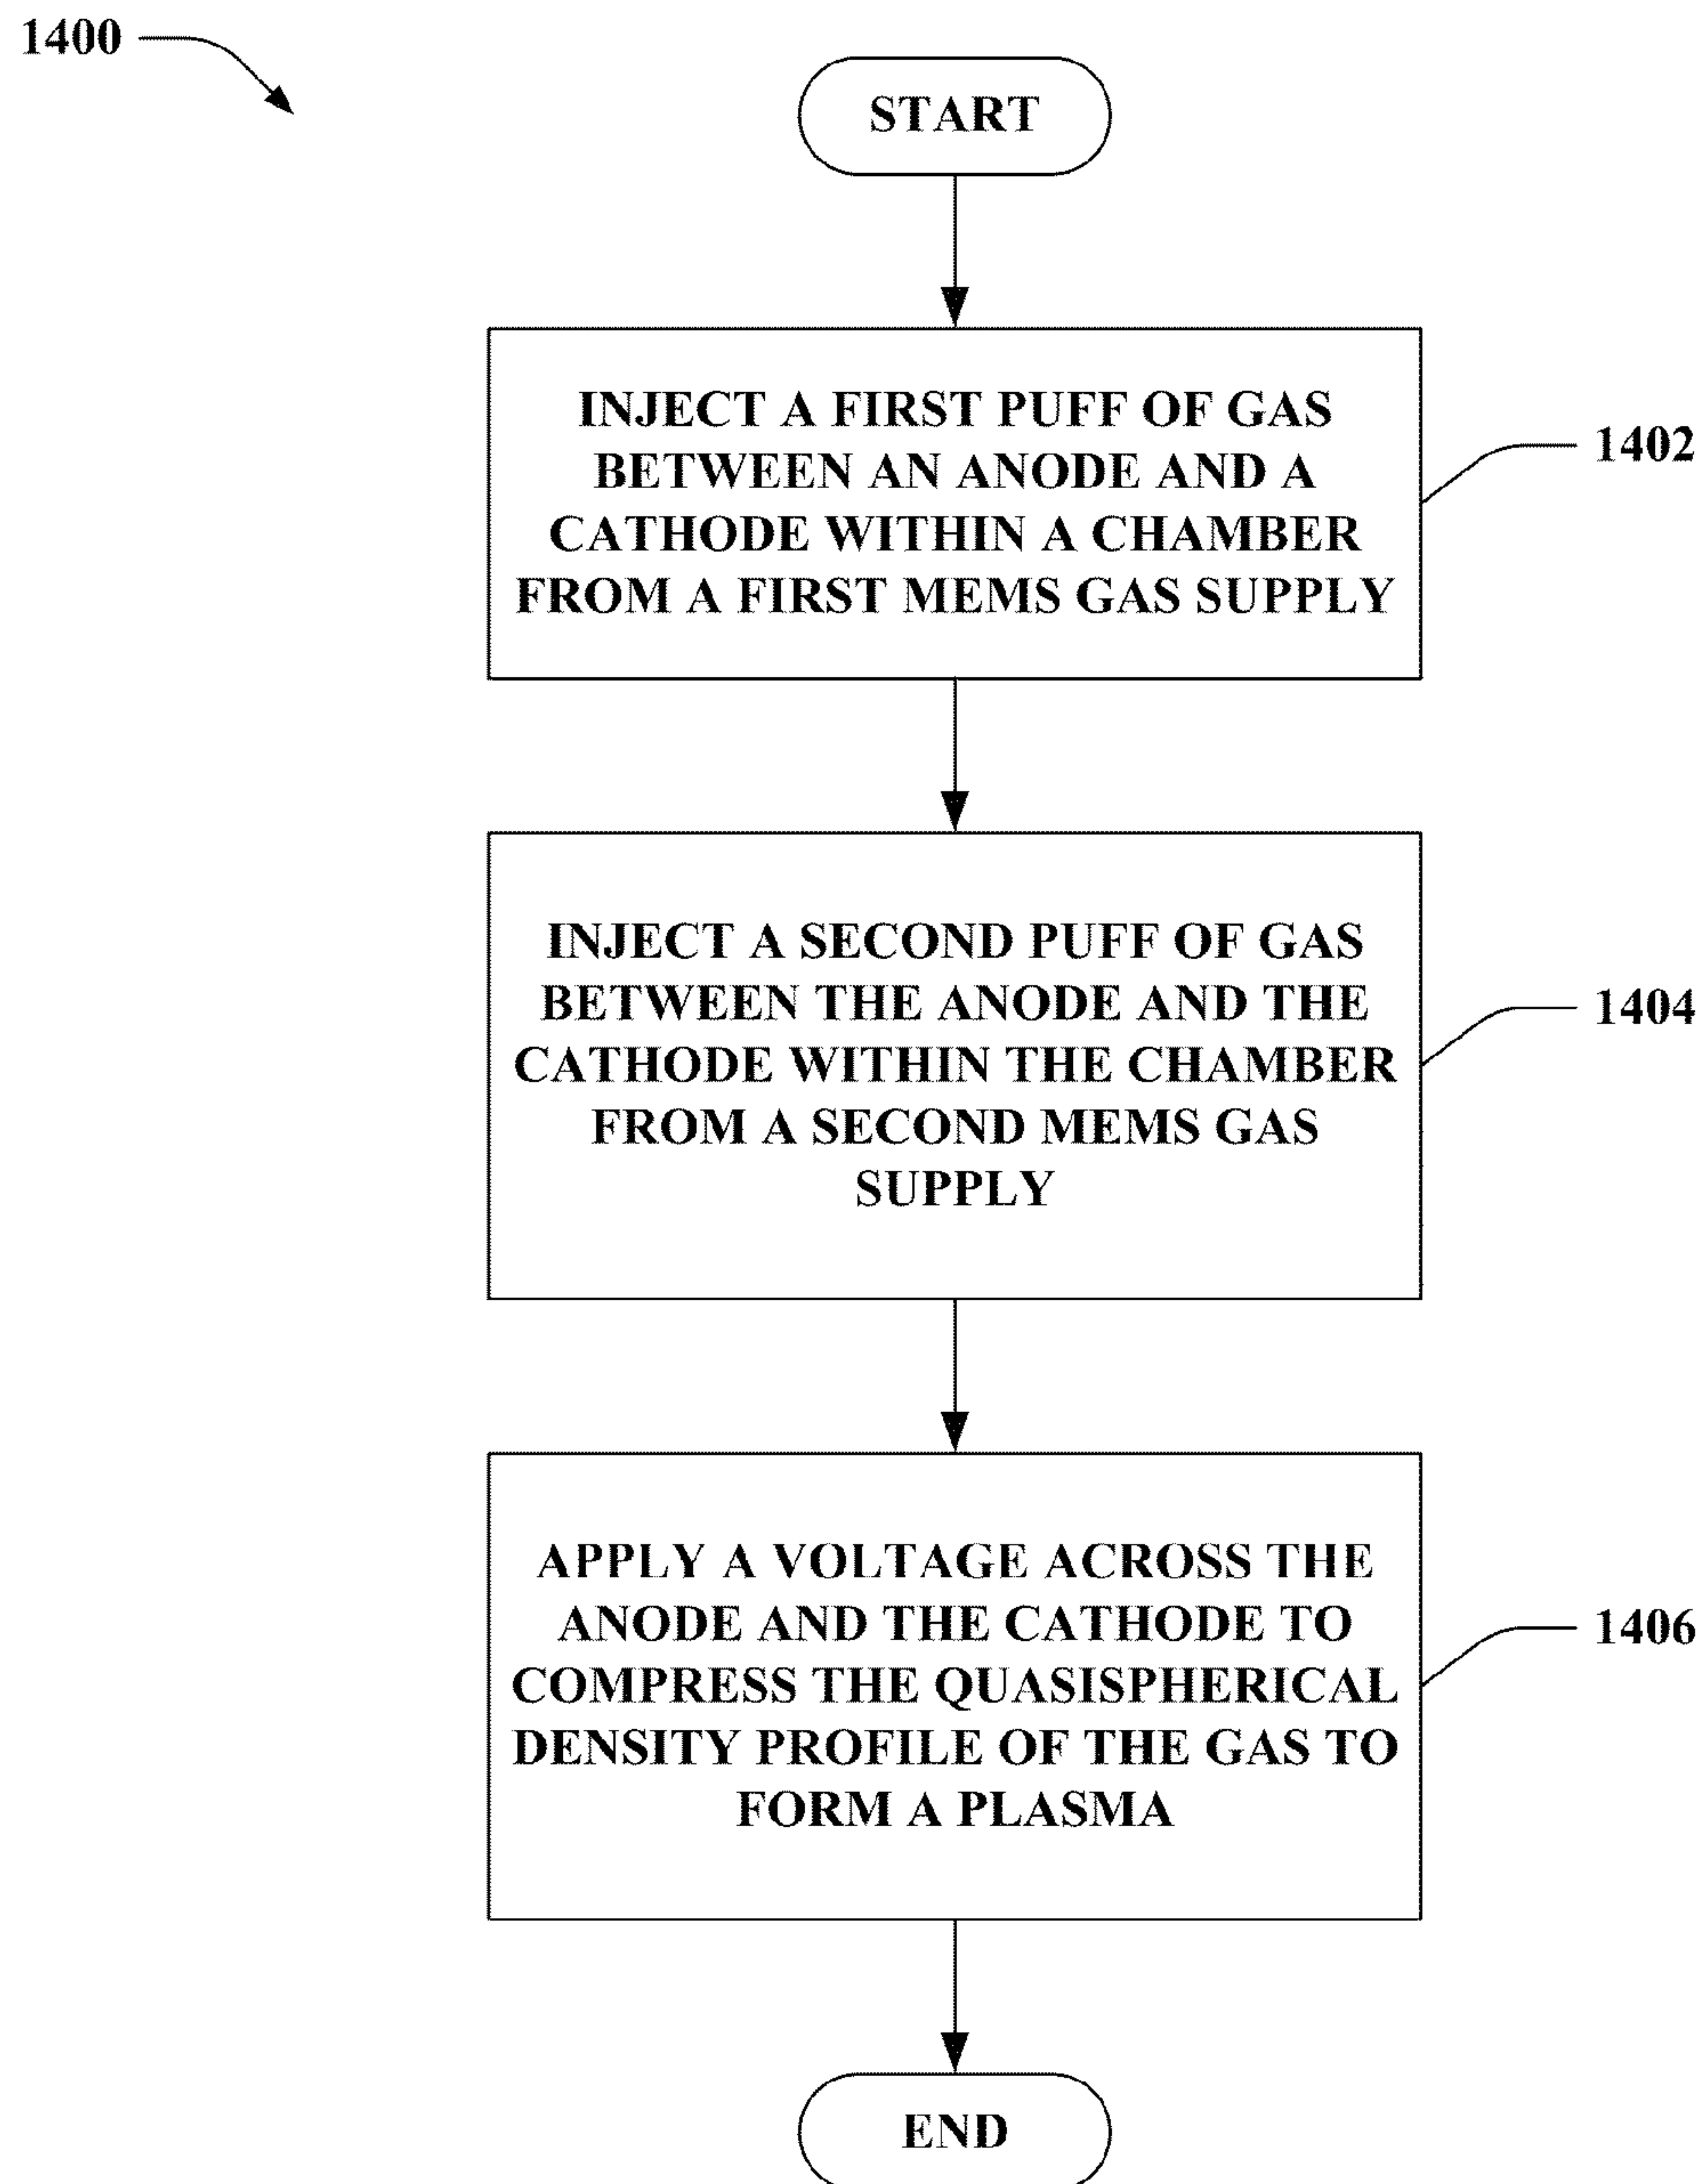 1400
START
INJECT A FIRST PUFF OF GAS
BETWEEN AN ANODE AND A
CATHODE WITHIN A CHAMBER
FROM A FIRST MEMS GAS SUPPLY
1402
INJECT A SECOND PUFF OF GAS
BETWEEN THE ANODE AND THE
CATHODE WITHIN THE CHAMBER
FROM A SECOND MEMS GAS
SUPPLY
1404
APPLY A VOLTAGE ACROSS THE
ANODE AND THE CATHODE TO
COMPRESS THE QUASISPHERICAL
DENSITY PROFILE OF THE GAS TO
FORM A PLASMA
1406
END